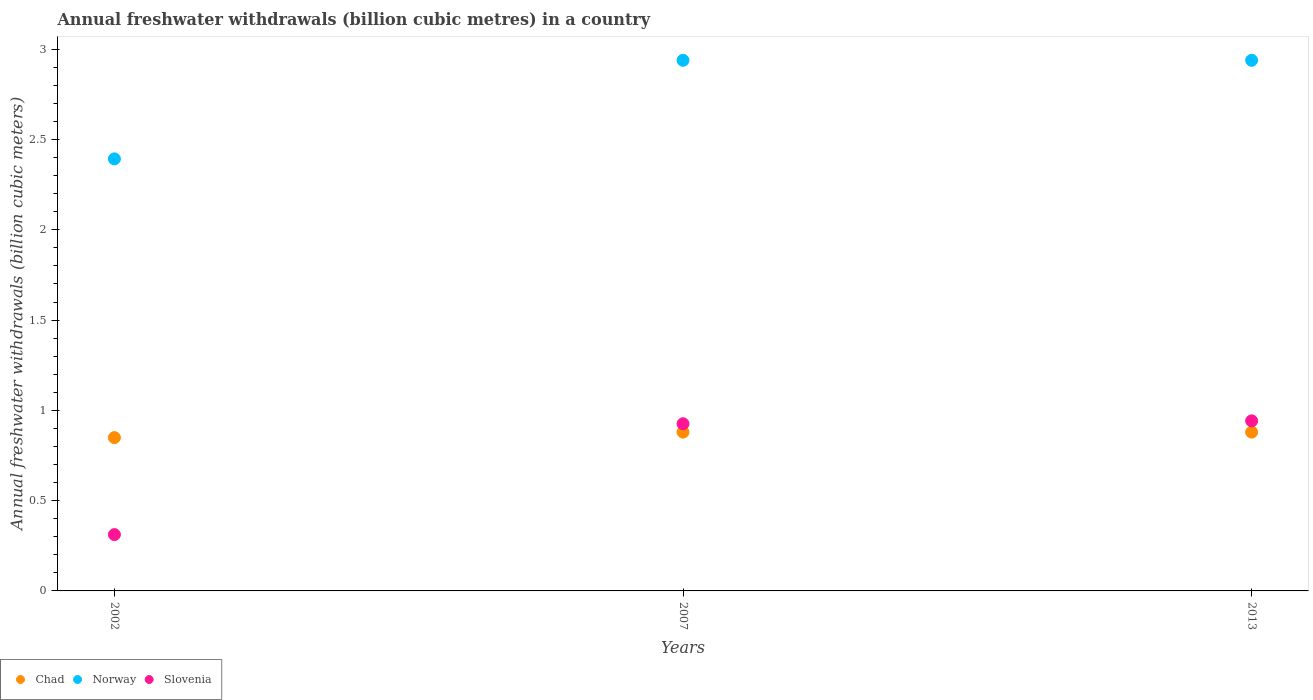 Annual freshwater withdrawals (billion cubic metres) in a country
Annual freshwater withdrawals (billion cubic meters)
3
2.5
2
1.5
1
0.5
0
2002
2007
2013
Years
Chad
Norway
Slovenia